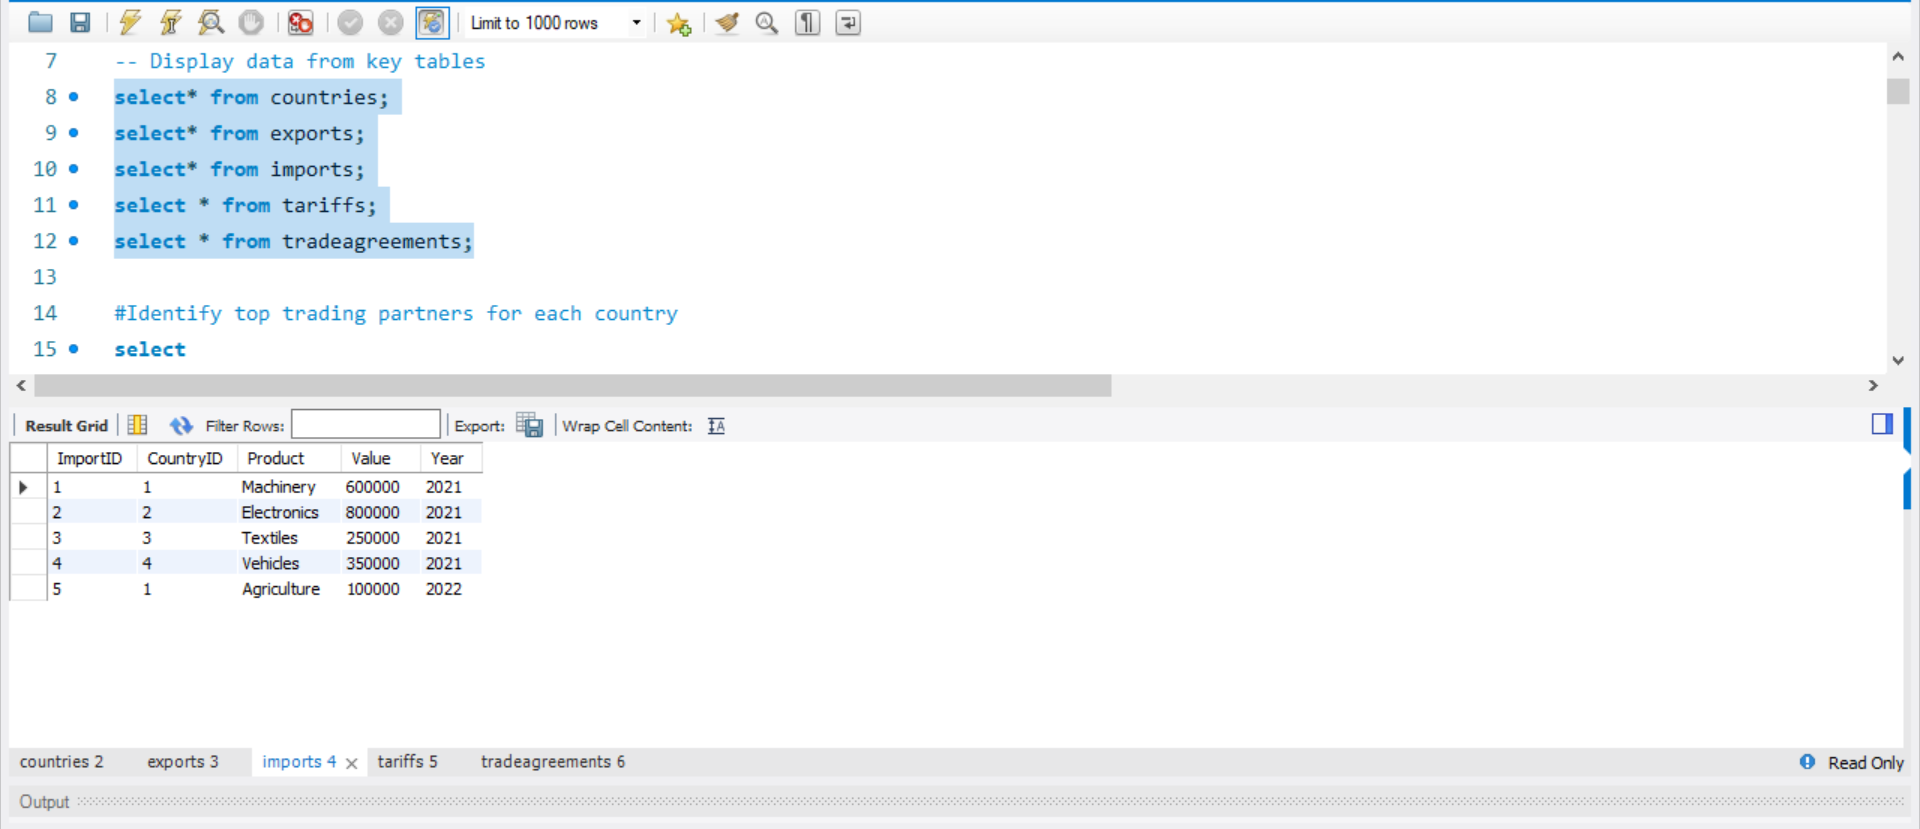 Limit to 1000 rows
7 -- Display data from key tables
8 select* from countries;
9 select* from exports;
10 select* from imports;
11 select * from tariffs;
12 select * from tradeagreements;
13
14 #Identify top trading partners for each country
15 select
Result Grid Filter Rows: Export: Wrap Cell Content:
ImportID CountryID Product Value Year
1 1 Machinery 600000 2021
2 2 Electronics 800000 2021
3 3 Textiles 250000 2021
4 4 Vehicles 350000 2021
5 1 Agriculture 100000 2022
countries 2 exports 3 imports 4 tariffs 5 tradeagreements 6 Read Only
Output